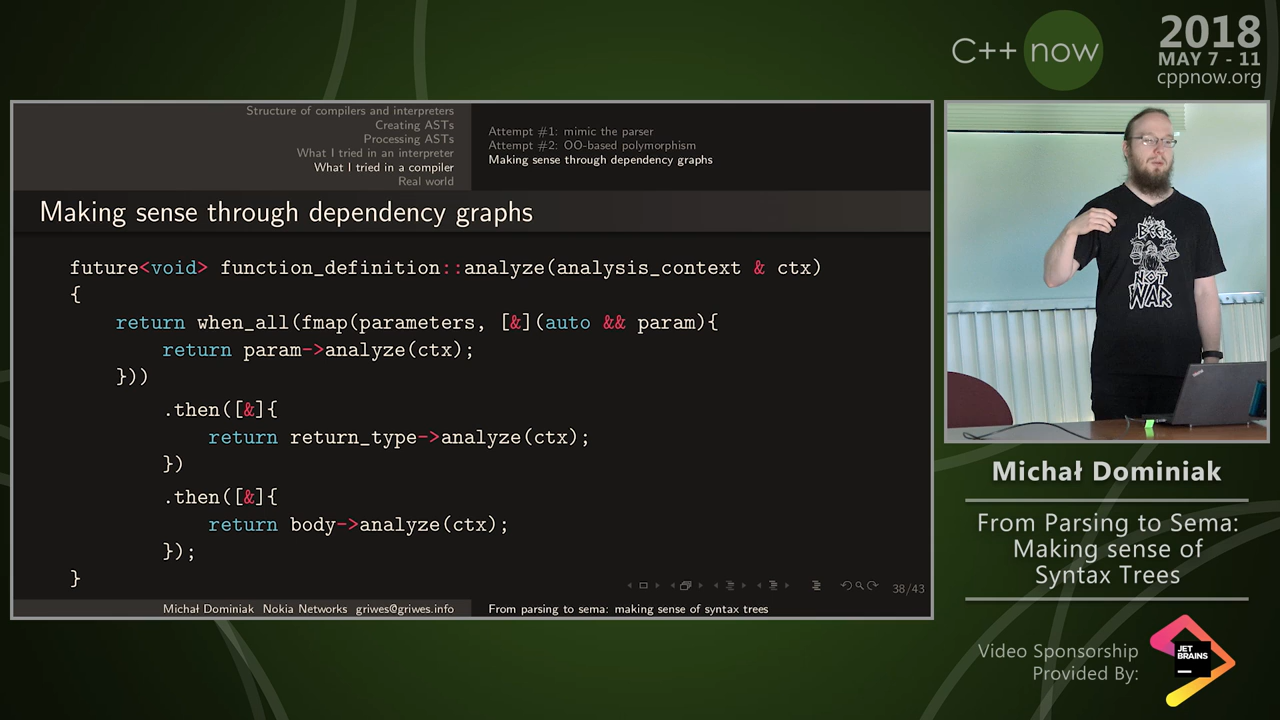 C++ now
2018
MAY 7 - 11
cppnow.org
Structure of compilers and interpreters
Creating ASTs
Processing ASTs
What I tried in an interpreter
What I tried in a compiler
Real world
Attempt #1: mimic the parser
Attempt #2: OO-based polymorphism
Making sense through dependency graphs
Making sense through dependency graphs
future<void> function_definition::analyze(analysis_context & ctx)
{
    return when_all(fmap(parameters, [&](auto && param){
        return param->analyze(ctx);
    }))
        .then([&]{
            return return_type->analyze(ctx);
        })
        .then([&]{
            return body->analyze(ctx);
        });
}
38/43
Michał Dominiak Nokia Networks griwes@griwes.info
From parsing to sema: making sense of syntax trees
BEER
NOT
WAR
Michał Dominiak
From Parsing to Sema:
Making sense of
Syntax Trees
Video Sponsorship
Provided By:
JET
BRAINS